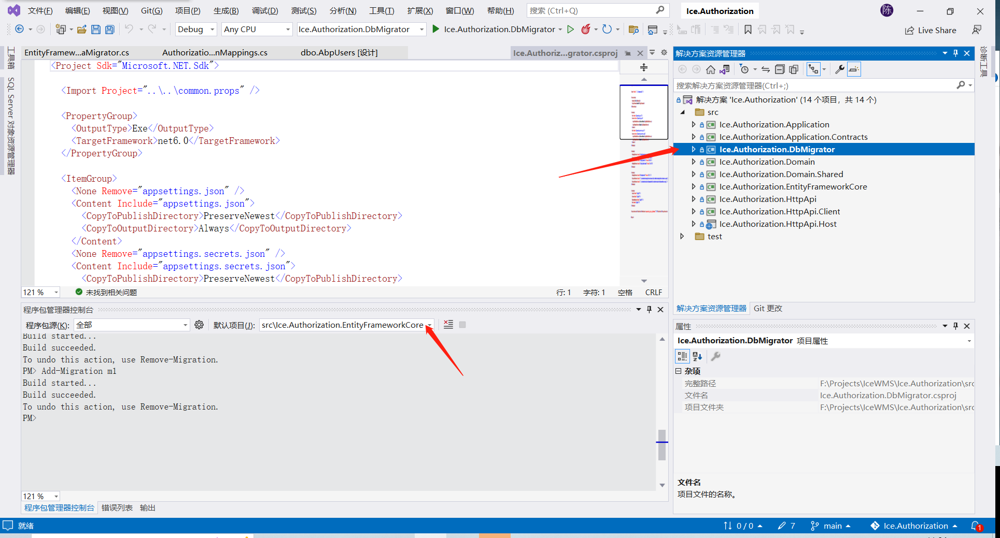 文件(F) 编辑(E) 视图(V) Git(G) 项目(P) 生成(B) 调试(D) 测试(S) 分析(N) 工具(T) 扩展(X) 窗口(W) 帮助(H) 搜索 (Ctrl+Q) Ice.Authorization 陈
Debug Any CPU Ice.Authorization.DbMigrator Ice.Authorization.DbMigrator Live Share
工具箱
SQL Server 对象资源管理器
EntityFramew...aMigrator.cs Authorizatio...nMappings.cs dbo.AbpUsers [设计] Ice.Authoriz...grator.csproj
<Project Sdk="Microsoft.NET.Sdk">
<Import Project="..\..\common.props" />
<PropertyGroup>
<OutputType>Exe</OutputType>
<TargetFramework>net6.0</TargetFramework>
</PropertyGroup>
<ItemGroup>
<None Remove="appsettings.json" />
<Content Include="appsettings.json">
<CopyToPublishDirectory>PreserveNewest</CopyToPublishDirectory>
<CopyToOutputDirectory>Always</CopyToOutputDirectory>
</Content>
<None Remove="appsettings.secrets.json" />
<Content Include="appsettings.secrets.json">
<CopyToPublishDirectory>PreserveNewest</CopyToPublishDirectory>
121 % 未找到相关问题 行: 1 字符: 1 空格 CRLF
程序包管理器控制台
程序包源(K): 全部 默认项目(J): src\Ice.Authorization.EntityFrameworkCore
Build started...
Build succeeded.
To undo this action, use Remove-Migration.
PM> Add-Migration m1
Build started...
Build succeeded.
To undo this action, use Remove-Migration.
PM>
121 %
程序包管理器控制台 错误列表 输出
解决方案资源管理器
搜索解决方案资源管理器(Ctrl+;)
解决方案 'Ice.Authorization' (14 个项目, 共 14 个)
src
C# Ice.Authorization.Application
C# Ice.Authorization.Application.Contracts
C# Ice.Authorization.DbMigrator
C# Ice.Authorization.Domain
C# Ice.Authorization.Domain.Shared
C# Ice.Authorization.EntityFrameworkCore
C# Ice.Authorization.HttpApi
C# Ice.Authorization.HttpApi.Client
Ice.Authorization.HttpApi.Host
test
解决方案资源管理器 Git 更改
属性
Ice.Authorization.DbMigrator 项目属性
杂项
完整路径 F:\Projects\IceWMS\Ice.Authorization\src
文件名 Ice.Authorization.DbMigrator.csproj
项目文件夹 F:\Projects\IceWMS\Ice.Authorization\src
文件名
项目文件的名称。
诊断工具
就绪 0 / 0 7 main Ice.Authorization 1